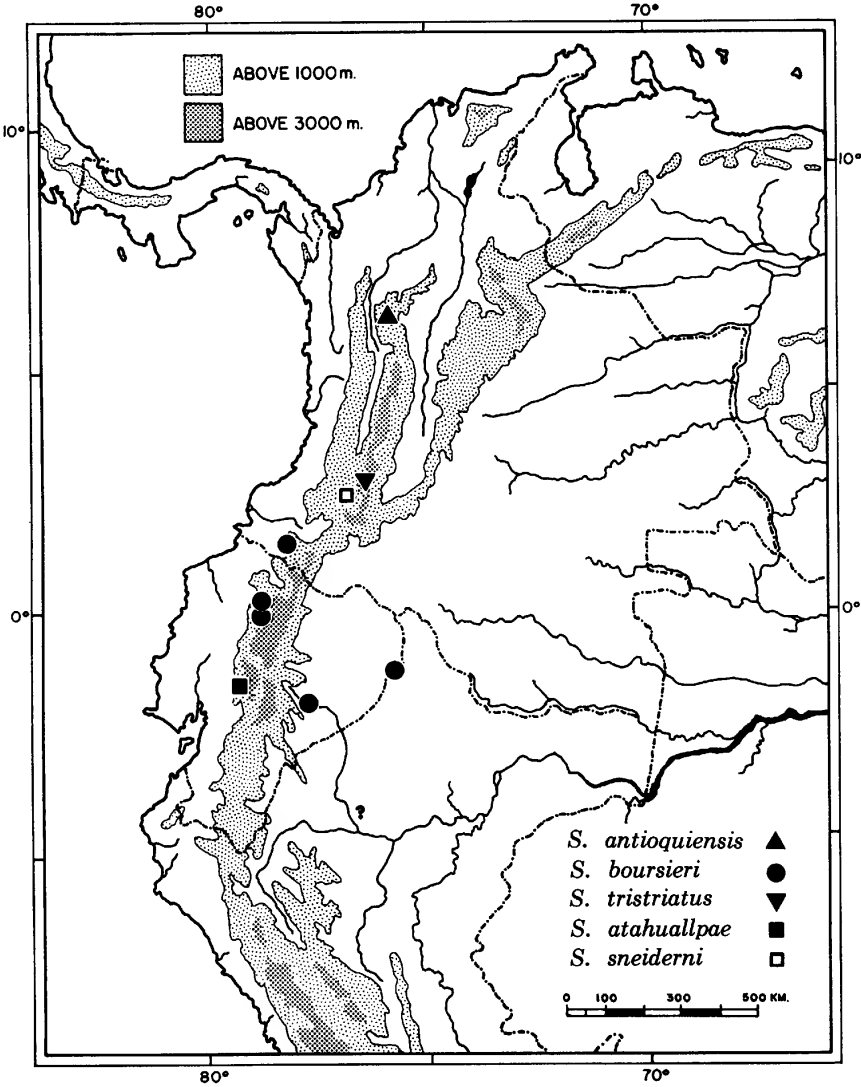 80°
70°
ABOVE 1000 m.
ABOVE 3000 m.
10°
10°
0°
0°
?
S. antioquiensis
S. boursieri
S. tristriatus
S. atahuallpae
S. sneiderni
0 100 300 500 KM.
80°
70°